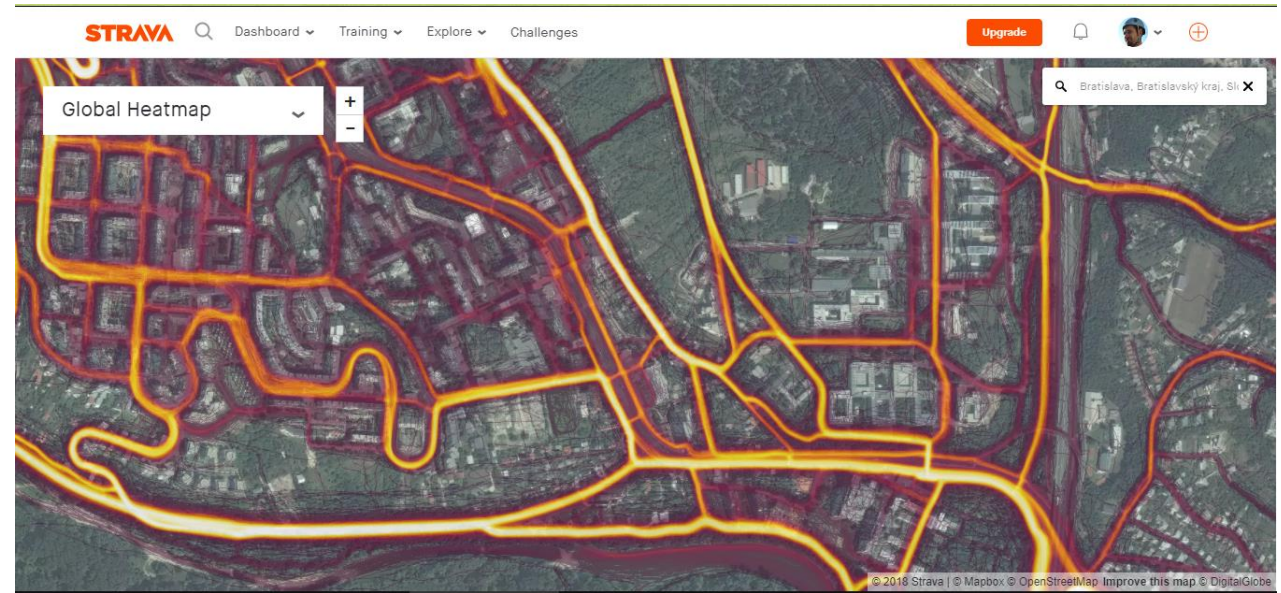 STRAVA Dashboard Training Explore Challenges Upgrade
Global Heatmap
+
-
Bratislava, Bratislavský kraj, Slo
© 2018 Strava | © Mapbox © OpenStreetMap Improve this map © DigitalGlobe